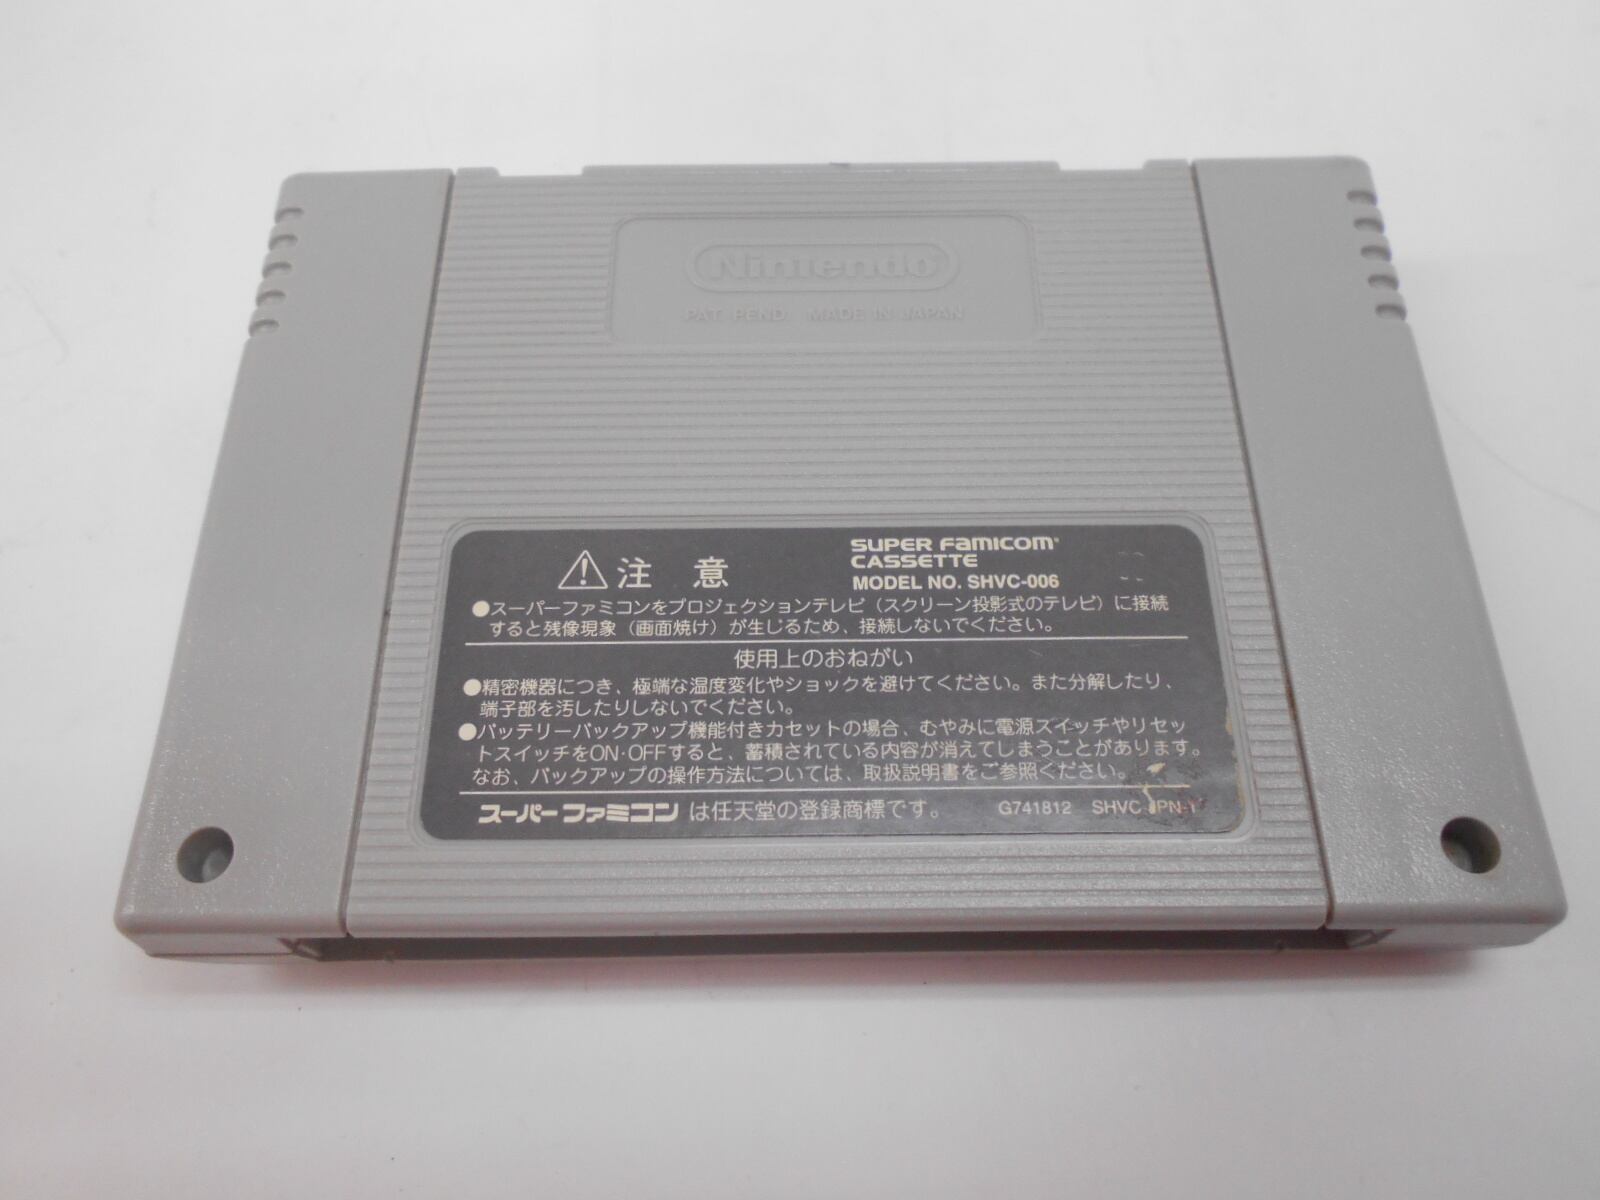 Nintendo
PAT. PEND. MADE IN JAPAN
注 意
SUPER FAMICOM
CASSETTE
MODEL NO. SHVC-006
●スーパーファミコンをプロジェクションテレビ（スクリーン投影式のテレビ）に接続
すると残像現象（画面焼け）が生じるため、接続しないでください。
使用上のおねがい
●精密機器につき、極端な温度変化やショックを避けてください。また分解したり、
端子部を汚したりしないでください。
●バッテリーバックアップ機能付きカセットの場合、むやみに電源スイッチやリセッ
トスイッチをON·OFFすると、蓄積されている内容が消えてしまうことがあります。
なお、バックアップの操作方法については、取扱説明書をご参照ください。
スーパーファミコン は任天堂の登録商標です。 G741812 SHVC-JPN-1